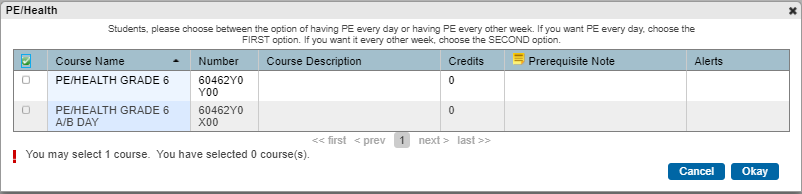 PE/Health
Students, please choose between the option of having PE every day or having PE every other week. If you want PE every day, choose the
FIRST option. If you want it every other week, choose the SECOND option.
Course Name Number Course Description Credits Prerequisite Note Alerts
PE/HEALTH GRADE 6 60462Y0 0
Y00
PE/HEALTH GRADE 6 60462Y0 0
A/B DAY X00
<< first < prev 1 next > last >>
! You may select 1 course. You have selected 0 course(s).
Cancel Okay